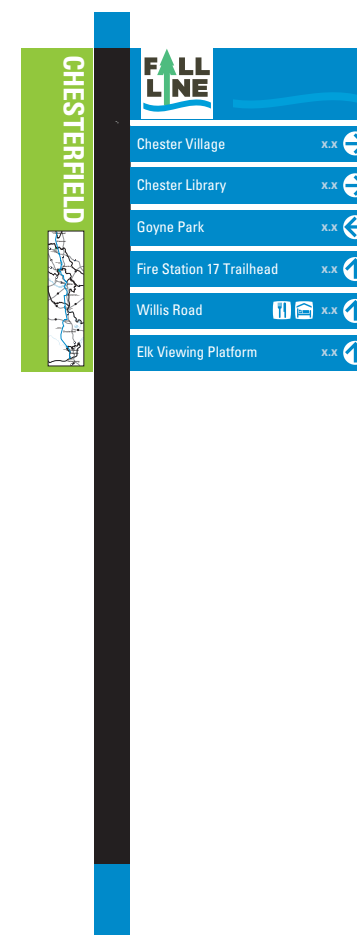 CHESTERFIELD
FALL
LINE
Chester Village x.x
Chester Library x.x
Goyne Park x.x
Fire Station 17 Trailhead x.x
Willis Road x.x
Elk Viewing Platform x.x